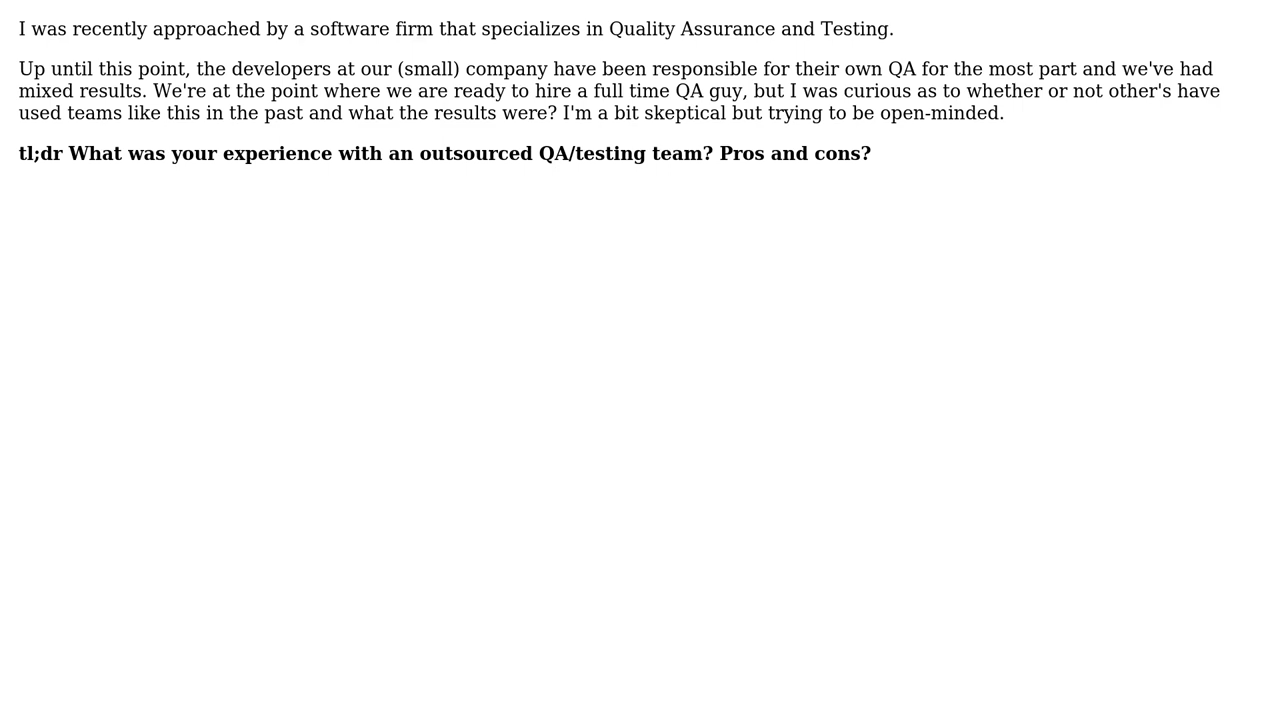 I was recently approached by a software firm that specializes in Quality Assurance and Testing.
Up until this point, the developers at our (small) company have been responsible for their own QA for the most part and we've had
mixed results. We're at the point where we are ready to hire a full time QA guy, but I was curious as to whether or not other's have
used teams like this in the past and what the results were? I'm a bit skeptical but trying to be open-minded.
tl;dr What was your experience with an outsourced QA/testing team? Pros and cons?